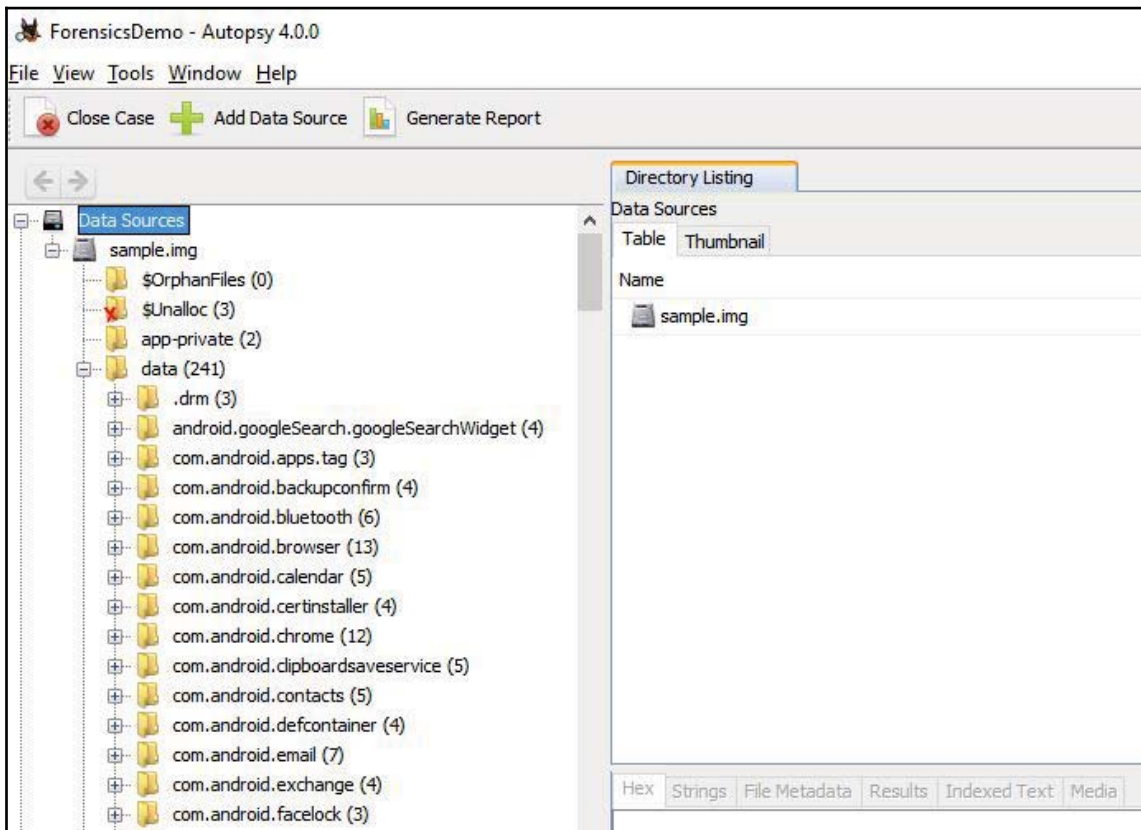 ForensicsDemo - Autopsy 4.0.0
File View Tools Window Help
Close Case Add Data Source Generate Report
Data Sources
sample.img
$OrphanFiles (0)
$Unalloc (3)
app-private (2)
data (241)
.drm (3)
android.googleSearch.googleSearchWidget (4)
com.android.apps.tag (3)
com.android.backupconfirm (4)
com.android.bluetooth (6)
com.android.browser (13)
com.android.calendar (5)
com.android.certinstaller (4)
com.android.chrome (12)
com.android.clipboardsaveservice (5)
com.android.contacts (5)
com.android.defcontainer (4)
com.android.email (7)
com.android.exchange (4)
com.android.facelock (3)
Directory Listing
Data Sources
Table Thumbnail
Name
sample.img
Hex Strings File Metadata Results Indexed Text Media